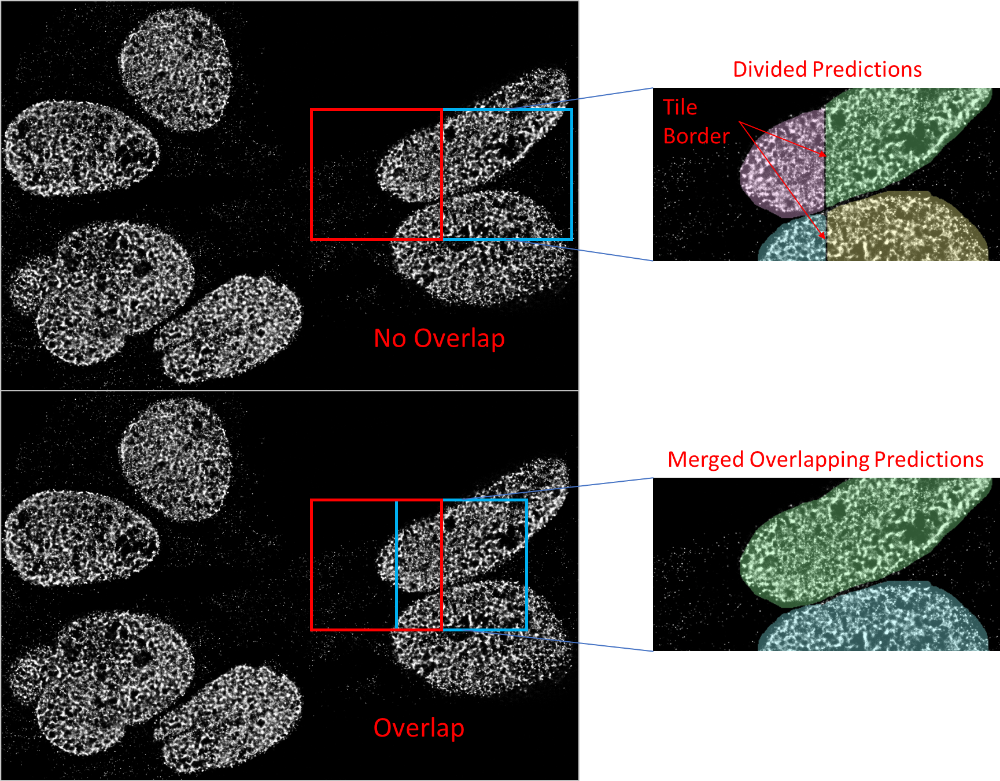 Divided Predictions
Tile
Border
No Overlap
Merged Overlapping Predictions
Overlap